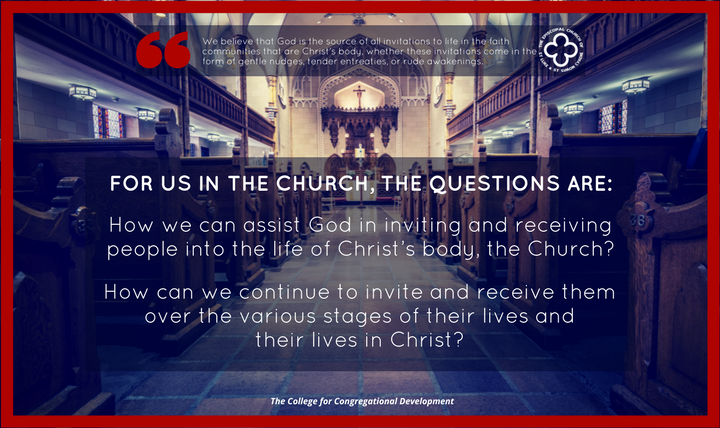 We believe that God is the source of all invitations to life in the faith
communities that are Christ's body, whether these invitations come in the
form of gentle nudges, tender entreaties, or rude awakenings.
FOR US IN THE CHURCH, THE QUESTIONS ARE:
How we can assist God in inviting and receiving
people into the life of Christ's body, the Church?
How can we continue to invite and receive them
over the various stages of their lives and
their lives in Christ?
The College for Congregational Development